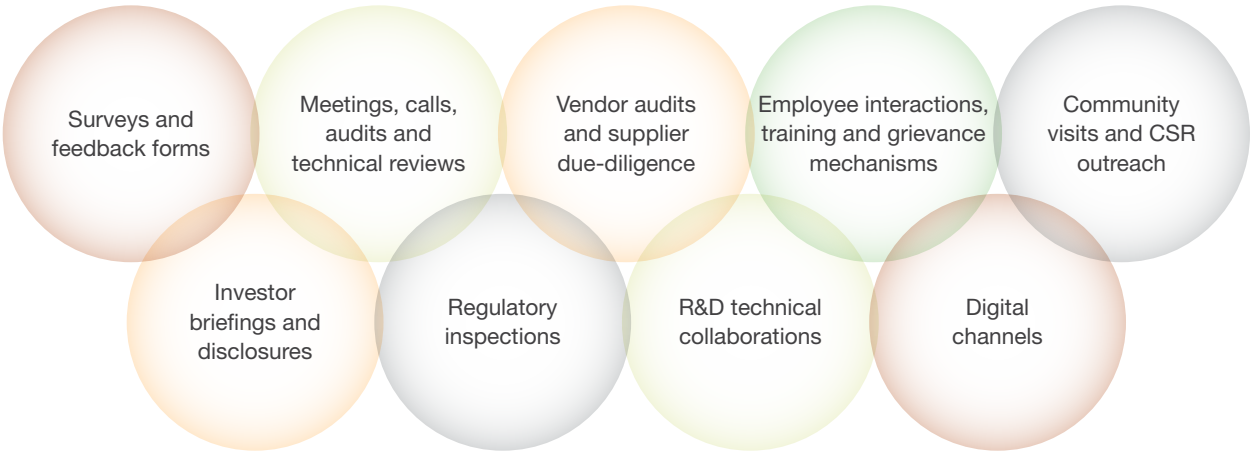 Surveys and
feedback forms
Meetings, calls,
audits and
technical reviews
Vendor audits
and supplier
due-diligence
Employee interactions,
training and grievance
mechanisms
Community
visits and CSR
outreach
Investor
briefings and
disclosures
Regulatory
inspections
R&D technical
collaborations
Digital
channels